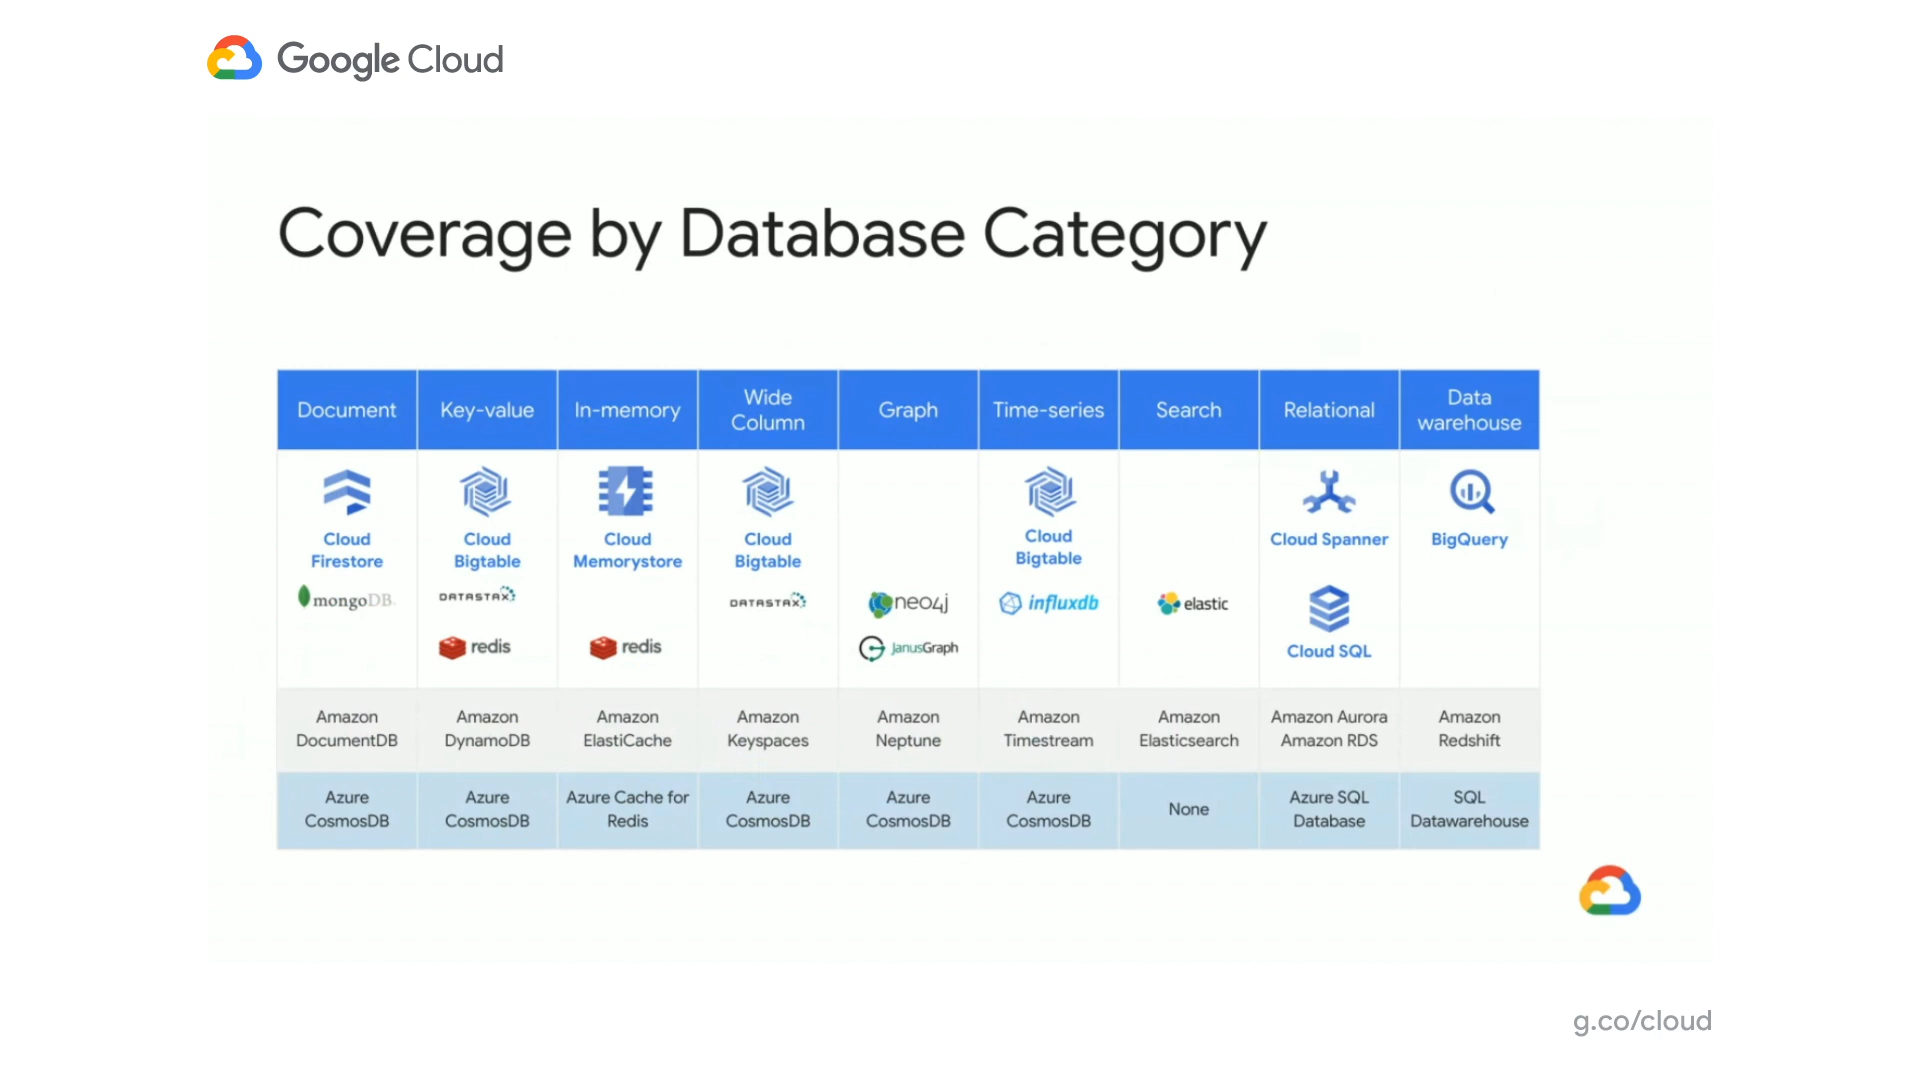 Google Cloud
Coverage by Database Category
Document
Key-value
In-memory
Wide
Column
Graph
Time-series
Search
Relational
Data
warehouse
Cloud
Firestore
mongoDB.
Cloud
Bigtable
DATASTAX
redis
Cloud
Memorystore
redis
Cloud
Bigtable
DATASTAX
neo4j
JanusGraph
Cloud
Bigtable
influxdb
elastic
Cloud Spanner
Cloud SQL
BigQuery
Amazon
DocumentDB
Amazon
DynamoDB
Amazon
ElastiCache
Amazon
Keyspaces
Amazon
Neptune
Amazon
Timestream
Amazon
Elasticsearch
Amazon Aurora
Amazon RDS
Amazon
Redshift
Azure
CosmosDB
Azure
CosmosDB
Azure Cache for
Redis
Azure
CosmosDB
Azure
CosmosDB
Azure
CosmosDB
None
Azure SQL
Database
SQL
Datawarehouse
g.co/cloud